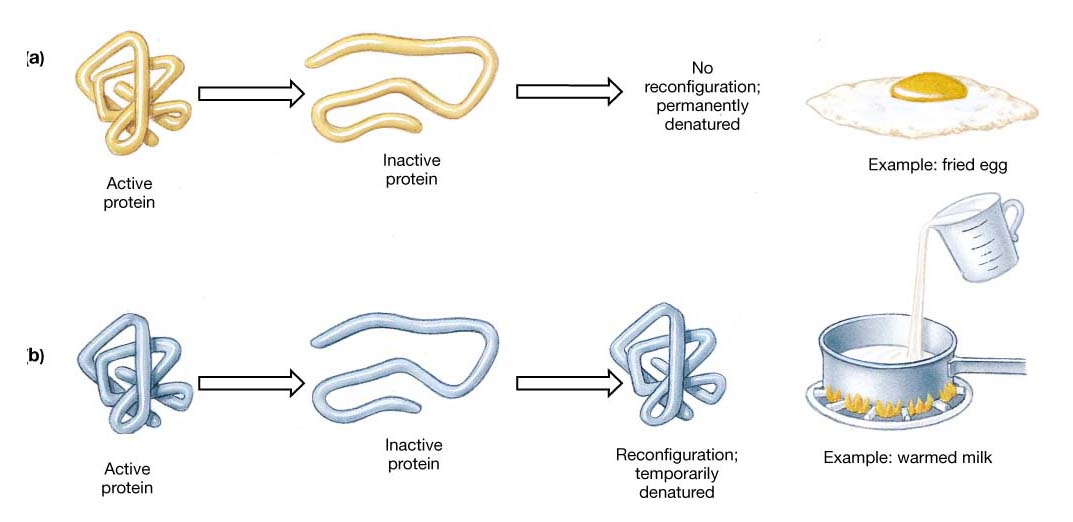 (a)
Active
protein
Inactive
protein
No
reconfiguration;
permanently
denatured
Example: fried egg
(b)
Active
protein
Inactive
protein
Reconfiguration;
temporarily
denatured
Example: warmed milk